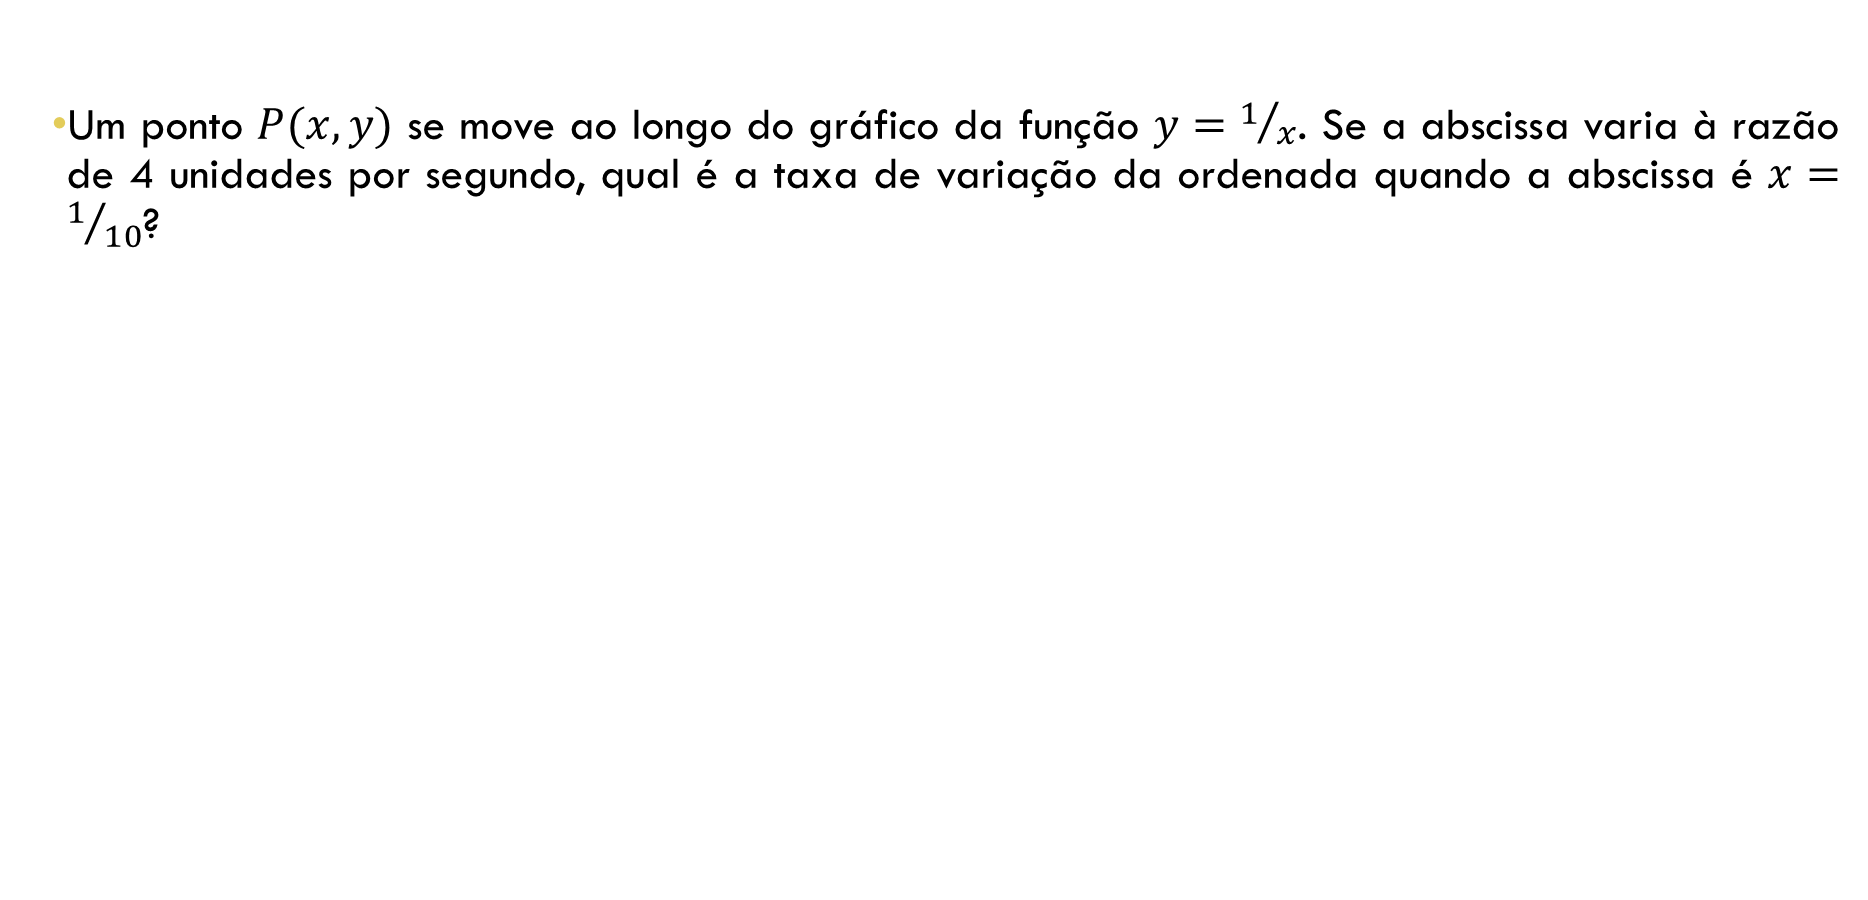 •Um ponto P(x, y) se move ao longo do gráfico da função y = 1/x. Se a abscissa varia à razão
de 4 unidades por segundo, qual é a taxa de variação da ordenada quando a abscissa é x =
1/10?